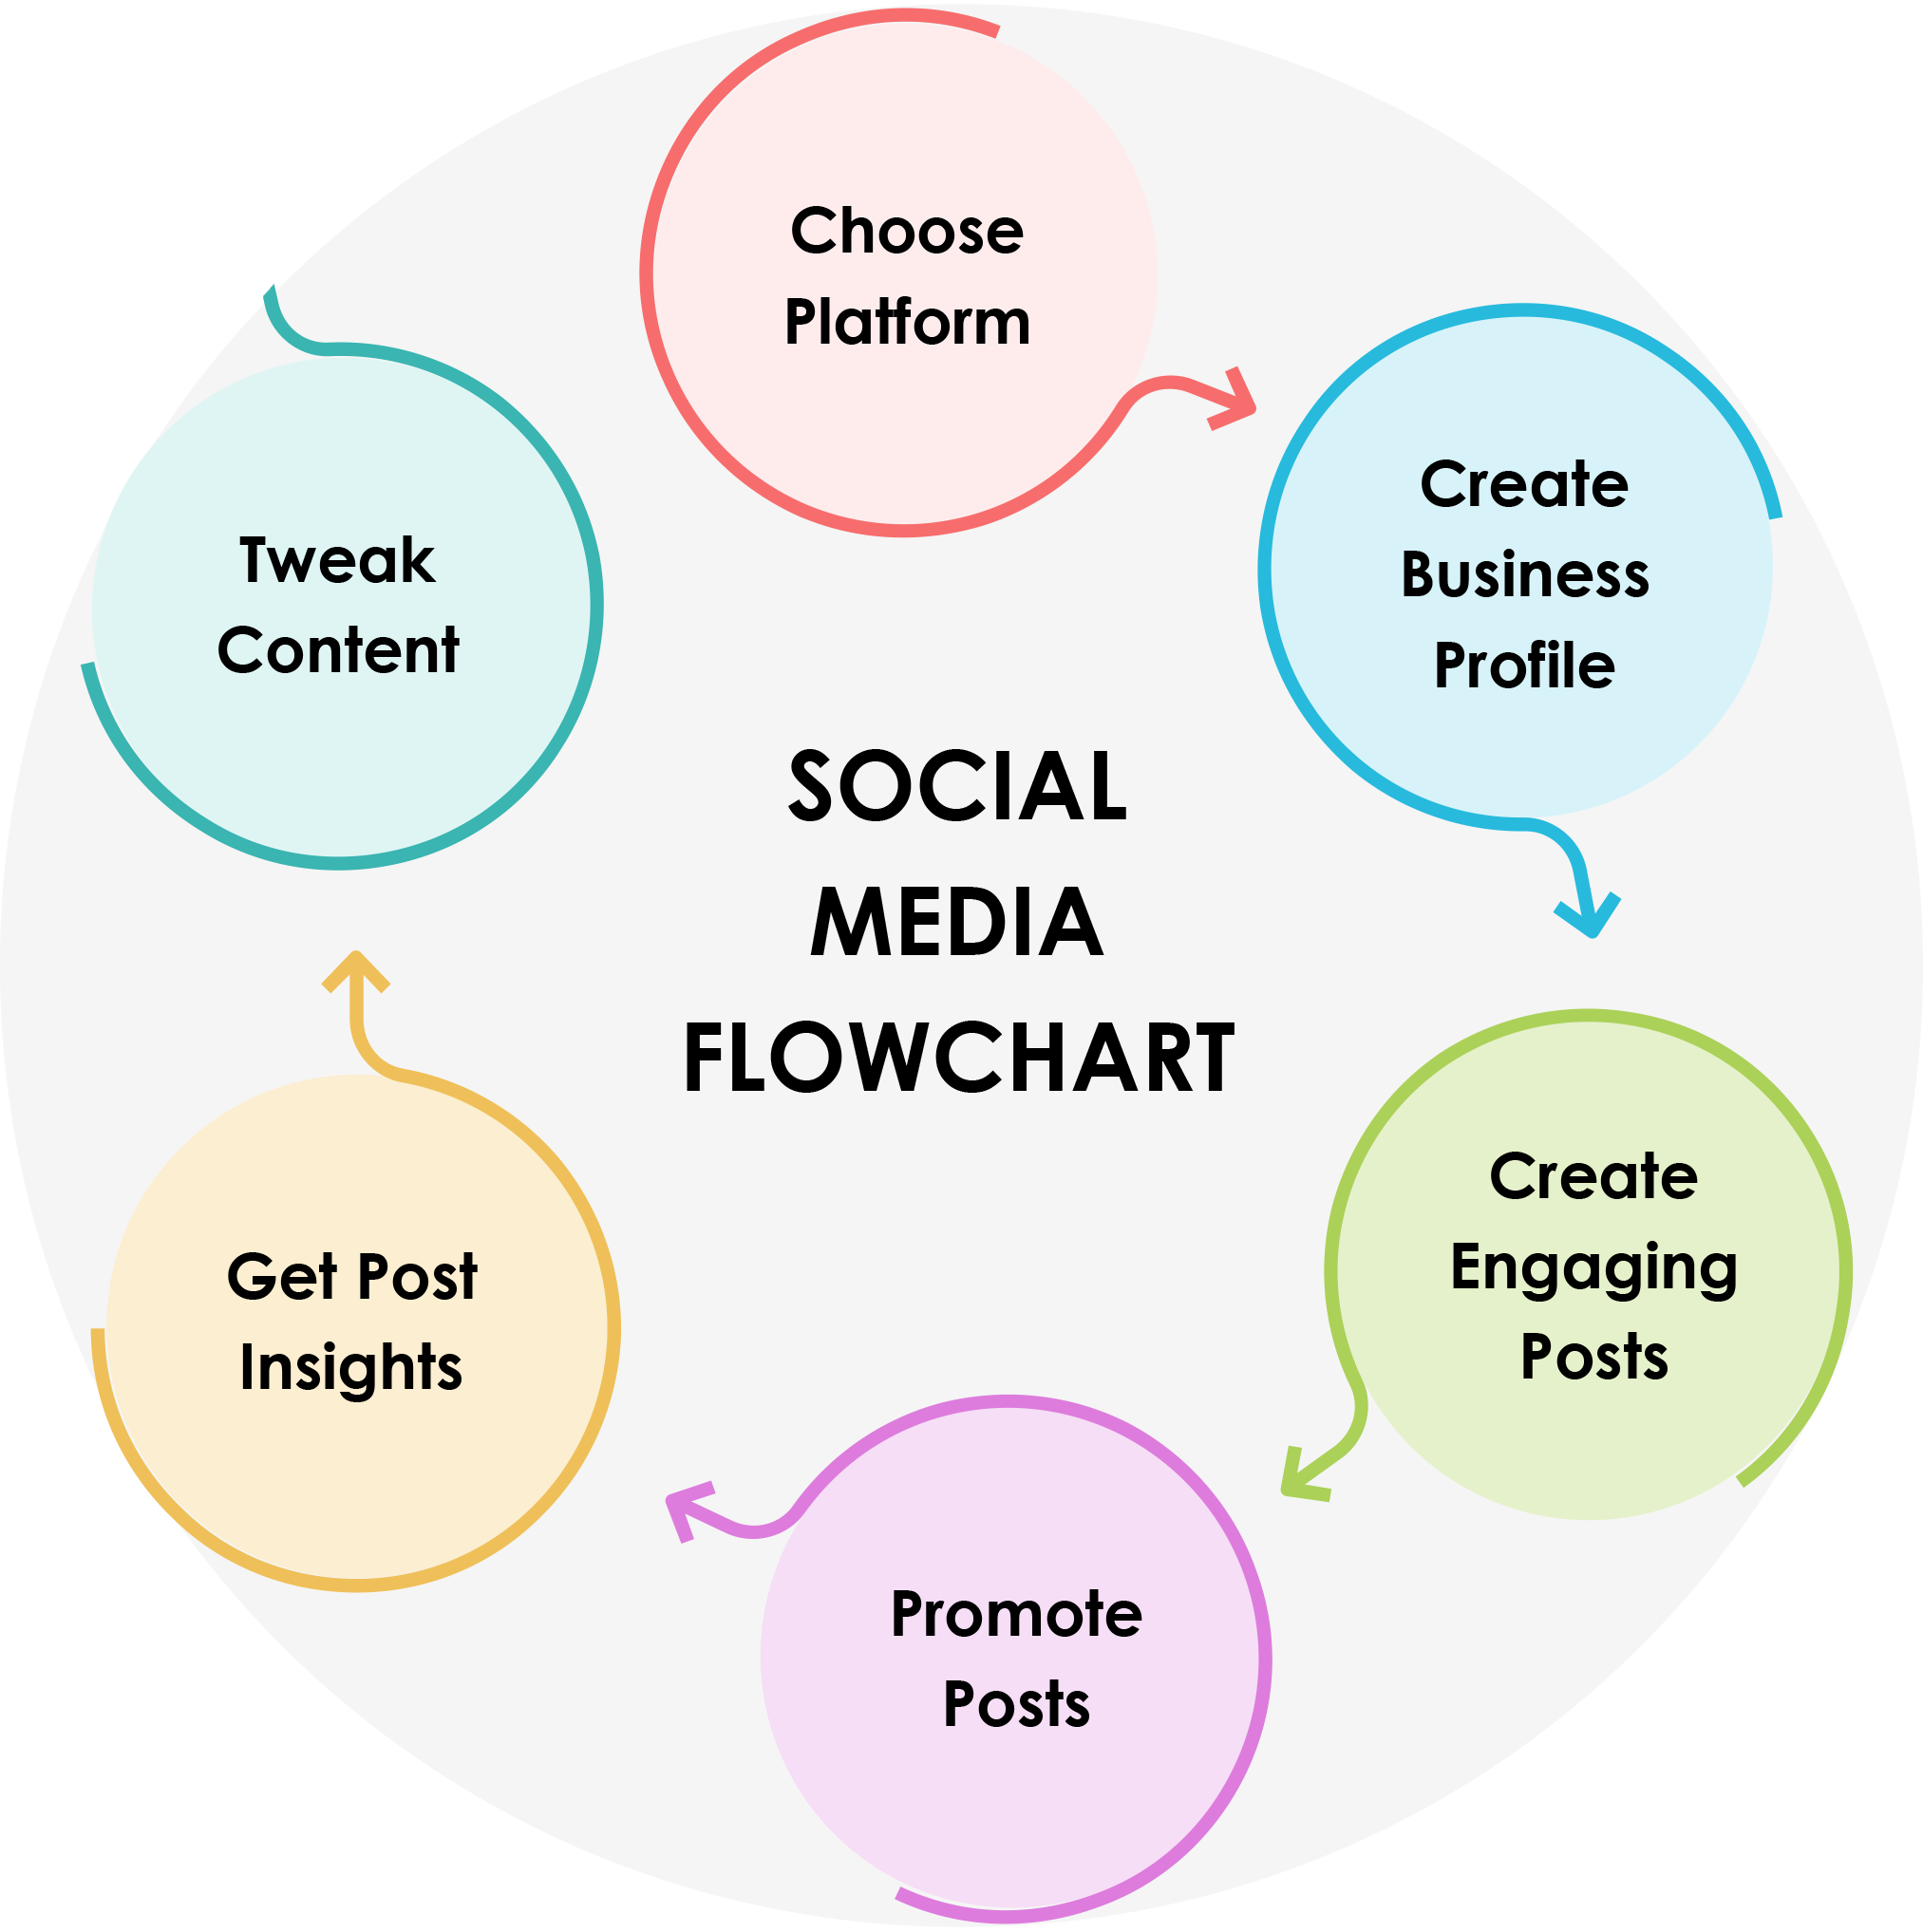 Choose
Platform
Create
Business
Profile
Create
Engaging
Posts
Promote
Posts
Get Post
Insights
Tweak
Content
SOCIAL
MEDIA
FLOWCHART